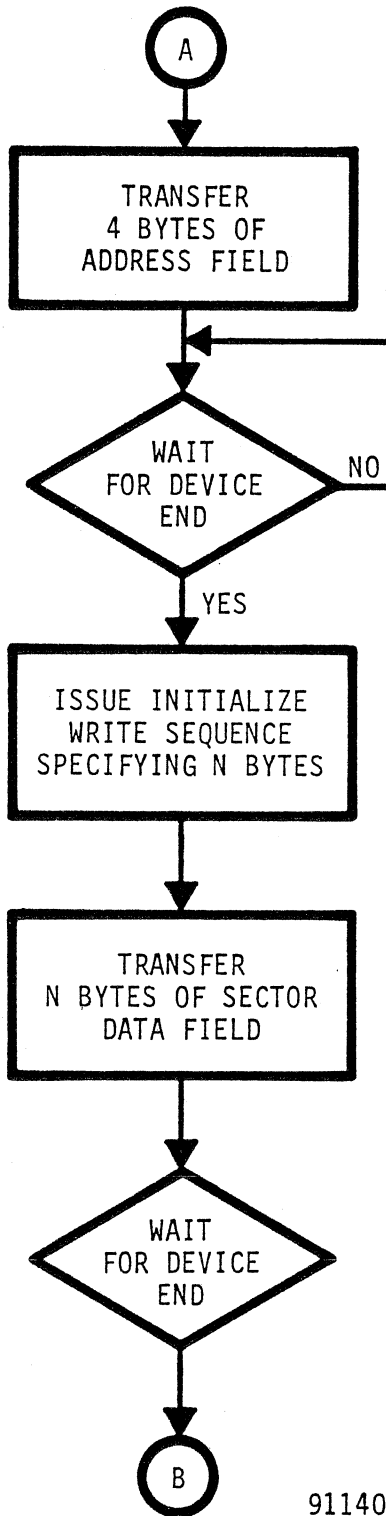 A
TRANSFER
4 BYTES OF
ADDRESS FIELD
WAIT
FOR DEVICE
END
NO
YES
ISSUE INITIALIZE
WRITE SEQUENCE
SPECIFYING N BYTES
TRANSFER
N BYTES OF SECTOR
DATA FIELD
WAIT
FOR DEVICE
END
B
91140